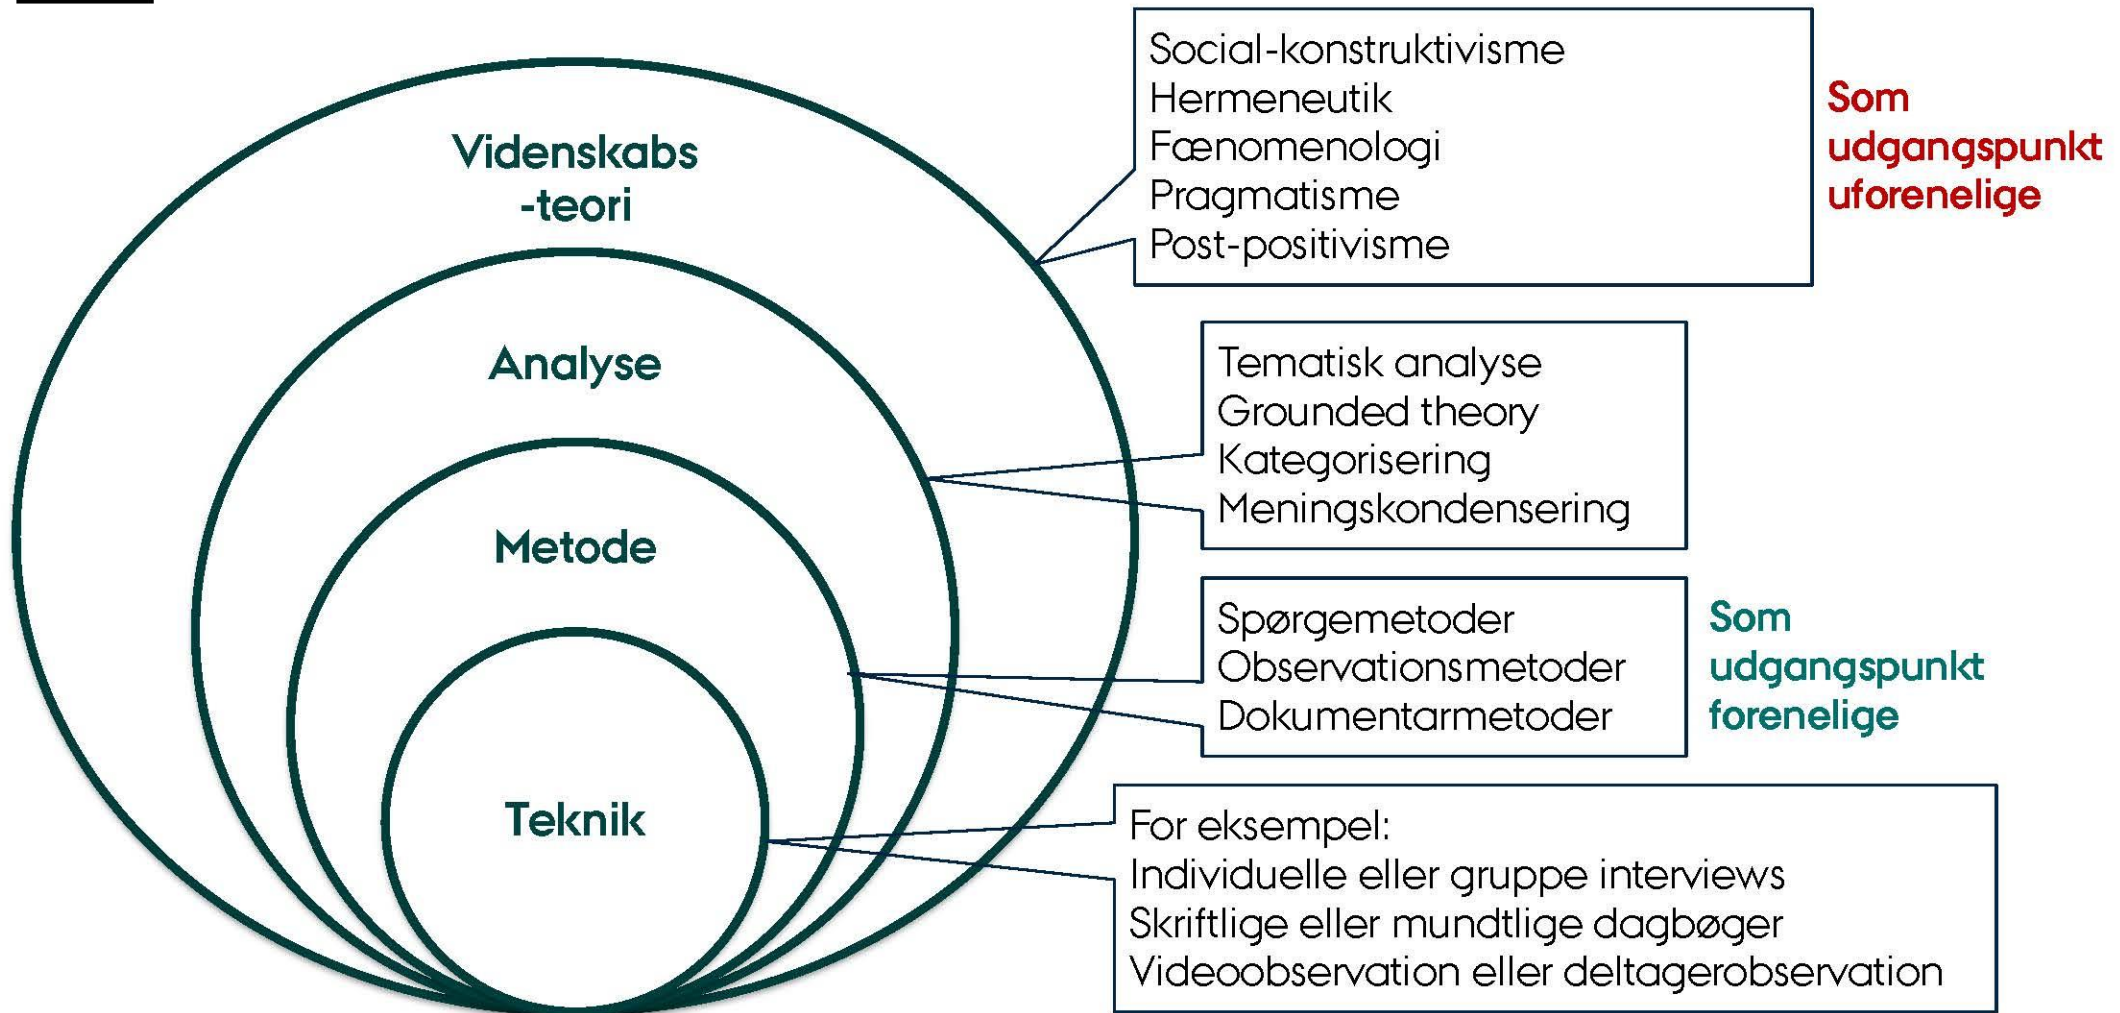 Videnskabs
-teori
Analyse
Metode
Teknik
Social-konstruktivisme
Hermeneutik
Fænomenologi
Pragmatisme
Post-positivisme
Som
udgangspunkt
uforenelige
Tematisk analyse
Grounded theory
Kategorisering
Meningskondensering
Spørgemetoder
Observationsmetoder
Dokumentarmetoder
Som
udgangspunkt
forenelige
For eksempel:
Individuelle eller gruppe interviews
Skriftlige eller mundtlige dagbøger
Videoobservation eller deltagerobservation